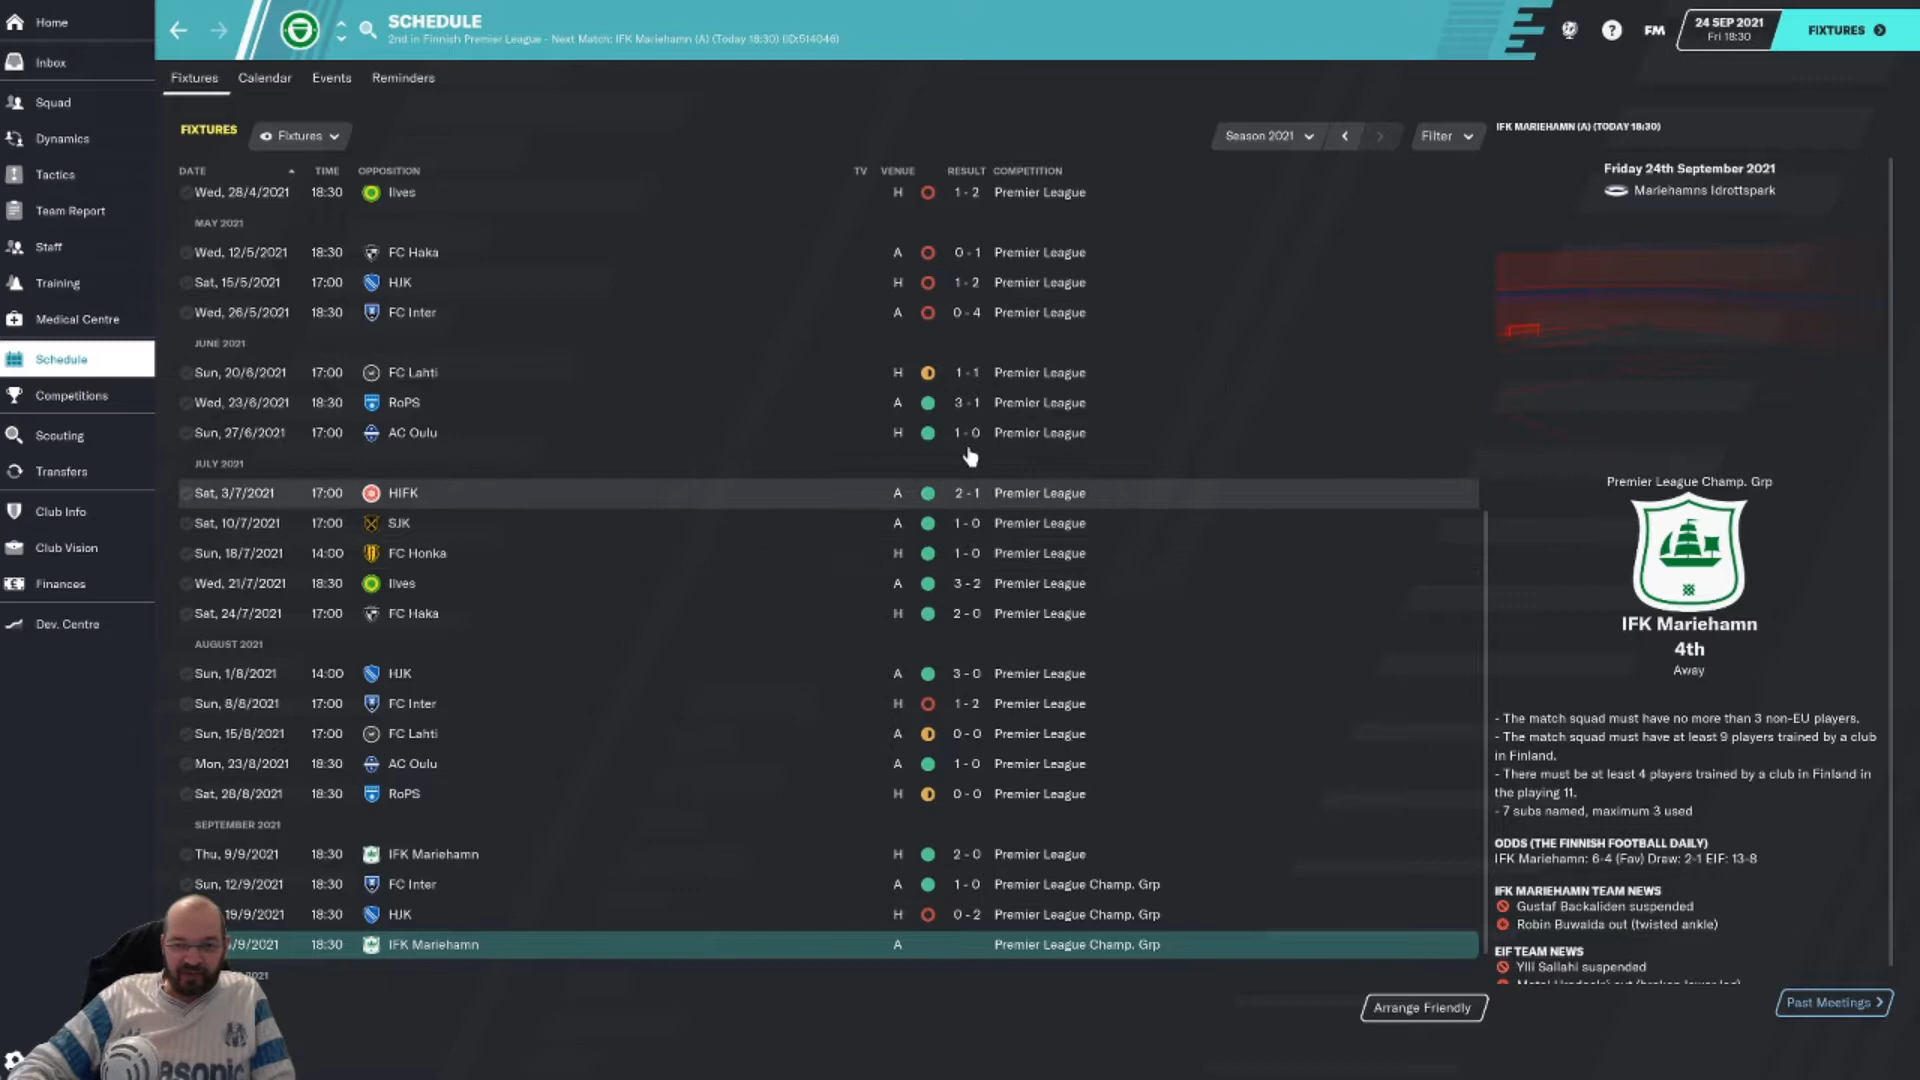 Home
Inbox
Squad
Dynamics
Tactics
Team Report
Staff
Training
Medical Centre
Schedule
Competitions
Scouting
Transfers
Club Info
Club Vision
Finances
Dev. Centre
SCHEDULE
2nd in Finnish Premier League - Next Match: IFK Mariehamn (A) (Today 18:30) (ID:514046)
FM
24 SEP 2021
Fri 18:30
FIXTURES
Fixtures Calendar Events Reminders
FIXTURES Fixtures
Season 2021
Filter
DATE TIME OPPOSITION TV VENUE RESULT COMPETITION
Wed, 28/4/2021 18:30 Ilves H 1 - 2 Premier League
MAY 2021
Wed, 12/5/2021 18:30 FC Haka A 0 - 1 Premier League
Sat, 15/5/2021 17:00 HJK H 1 - 2 Premier League
Wed, 26/5/2021 18:30 FC Inter A 0 - 4 Premier League
JUNE 2021
Sun, 20/6/2021 17:00 FC Lahti H 1 - 1 Premier League
Wed, 23/6/2021 18:30 RoPS A 3 - 1 Premier League
Sun, 27/6/2021 17:00 AC Oulu H 1 - 0 Premier League
JULY 2021
Sat, 3/7/2021 17:00 HIFK A 2 - 1 Premier League
Sat, 10/7/2021 17:00 SJK A 1 - 0 Premier League
Sun, 18/7/2021 14:00 FC Honka H 1 - 0 Premier League
Wed, 21/7/2021 18:30 Ilves A 3 - 2 Premier League
Sat, 24/7/2021 17:00 FC Haka H 2 - 0 Premier League
AUGUST 2021
Sun, 1/8/2021 14:00 HJK A 3 - 0 Premier League
Sun, 8/8/2021 17:00 FC Inter H 1 - 2 Premier League
Sun, 15/8/2021 17:00 FC Lahti A 0 - 0 Premier League
Mon, 23/8/2021 18:30 AC Oulu A 1 - 0 Premier League
Sat, 28/8/2021 18:30 RoPS H 0 - 0 Premier League
SEPTEMBER 2021
Thu, 9/9/2021 18:30 IFK Mariehamn H 2 - 0 Premier League
Sun, 12/9/2021 18:30 FC Inter A 1 - 0 Premier League Champ. Grp
19/9/2021 18:30 HJK H 0 - 2 Premier League Champ. Grp
/9/2021 18:30 IFK Mariehamn A Premier League Champ. Grp
2021
Arrange Friendly
IFK MARIEHAMN (A) (TODAY 18:30)
Friday 24th September 2021
Mariehamns Idrottspark
Premier League Champ. Grp
IFK Mariehamn
4th
Away
- The match squad must have no more than 3 non-EU players.
- The match squad must have at least 9 players trained by a club
in Finland.
- There must be at least 4 players trained by a club in Finland in
the playing 11.
- 7 subs named, maximum 3 used
ODDS (THE FINNISH FOOTBALL DAILY)
IFK Mariehamn: 6-4 (Fav) Draw: 2-1 EIF: 13-8
IFK MARIEHAMN TEAM NEWS
Gustaf Backaliden suspended
Robin Buwalda out (twisted ankle)
EIF TEAM NEWS
Ylli Sallahi suspended
Past Meetings
asonic